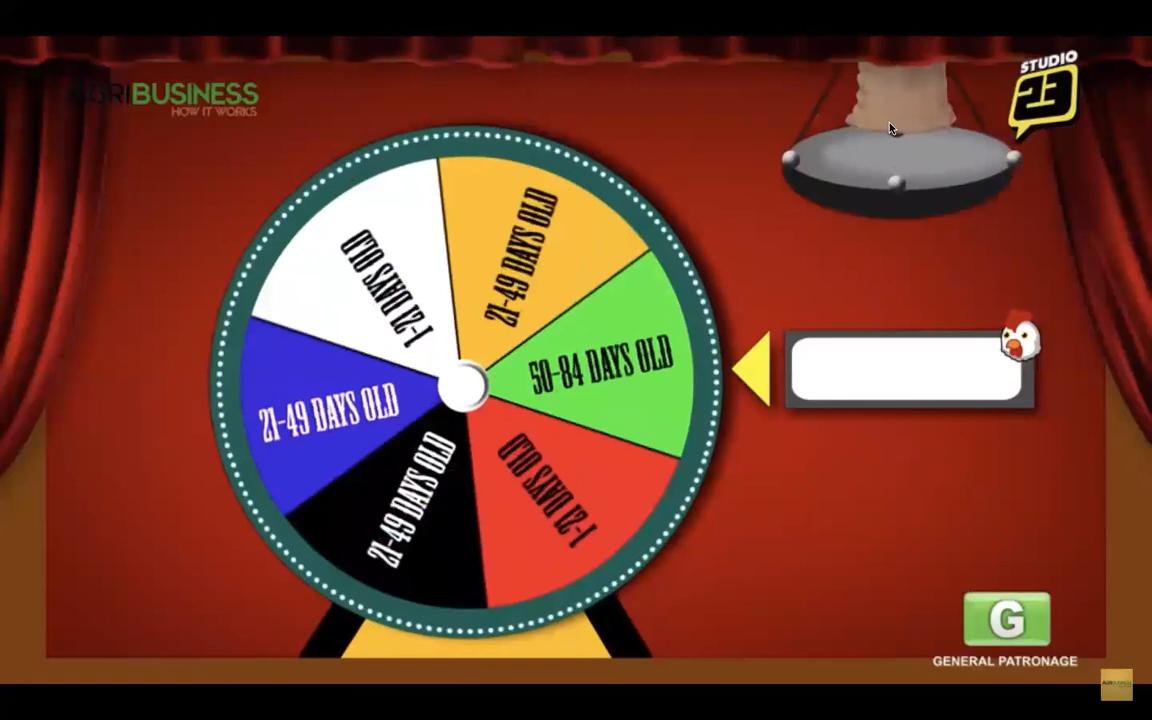 AGRIBUSINESS
HOW IT WORKS
STUDIO
23
21-49 DAYS OLD
1-21 DAYS OLD
50-84 DAYS OLD
21-49 DAYS OLD
21-49 DAYS OLD
1-21 DAYS OLD
G
GENERAL PATRONAGE